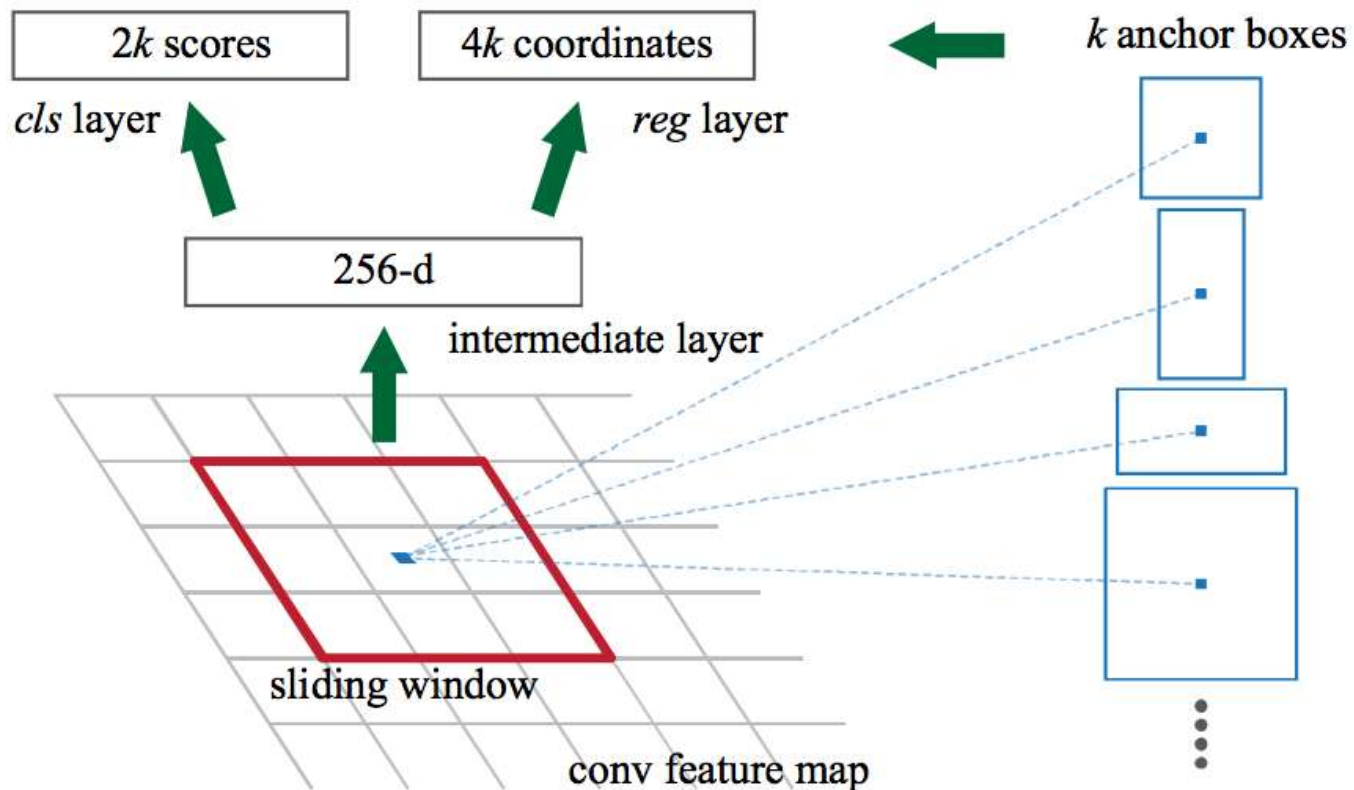 2k scores
4k coordinates
k anchor boxes
cls layer
reg layer
256-d
intermediate layer
sliding window
conv feature map